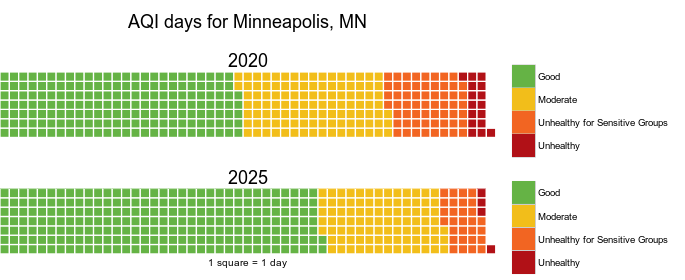 AQI days for Minneapolis, MN
2020
Good
Moderate
Unhealthy for Sensitive Groups
Unhealthy
2025
Good
Moderate
Unhealthy for Sensitive Groups
Unhealthy
1 square = 1 day